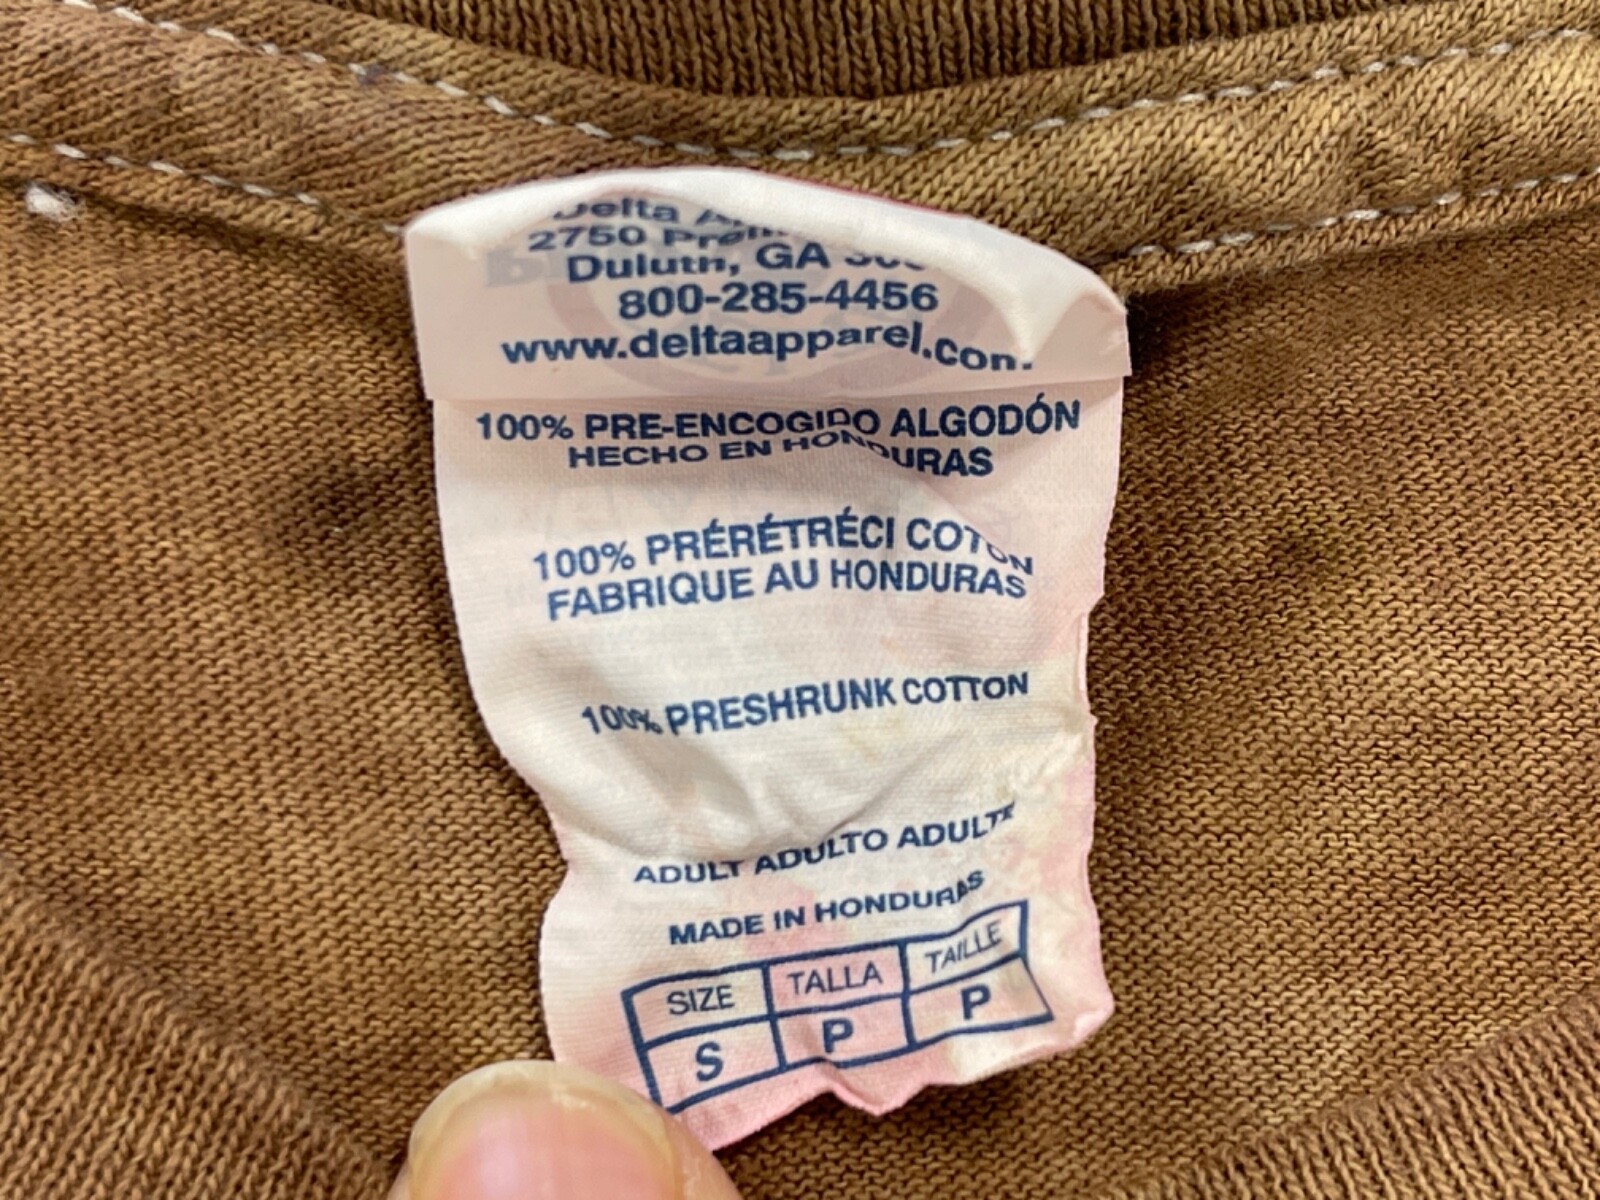 Delta
2750
Duluth, GA
800-285-4456
www.deltaapparel.com
100% PRE-ENCOGIDO ALGODÓN
HECHO EN HONDURAS
100% PRÉRÉTRÉCI COTON
FABRIQUE AU HONDURAS
100% PRESHRUNK COTTON
ADULT ADULTO ADULTE
MADE IN HONDURAS
SIZE TALLA TAILLE
S P P